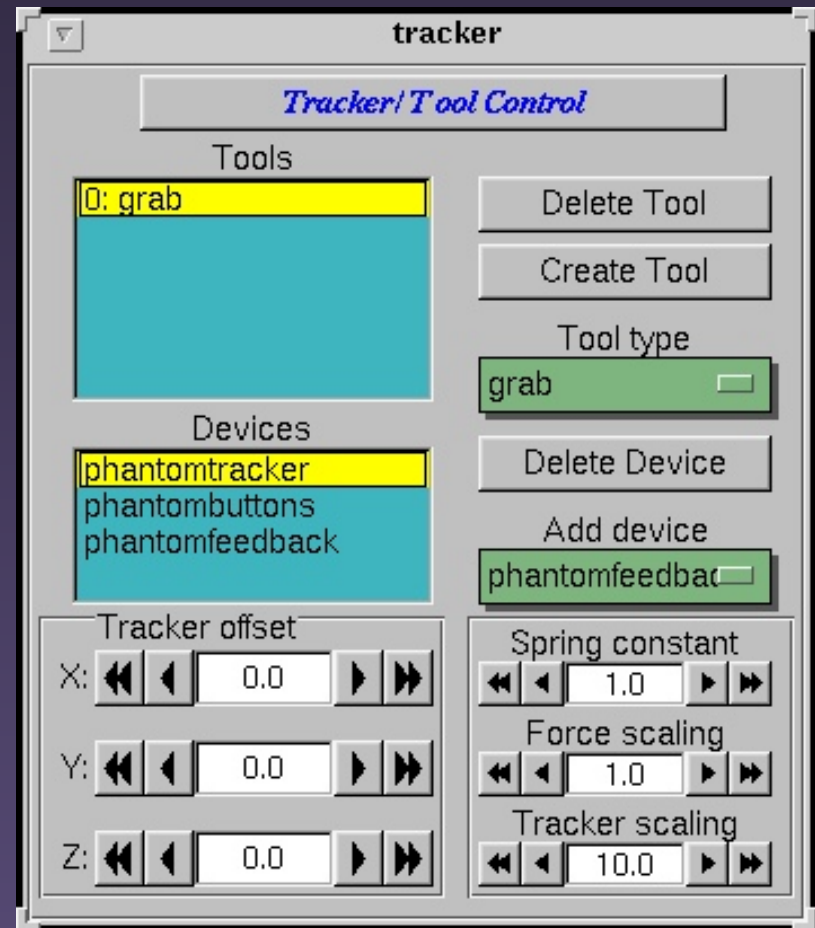 tracker
Tracker/Tool Control
Tools
0: grab
Delete Tool
Create Tool
Tool type
grab
Devices
phantomtracker
phantombuttons
phantomfeedback
Delete Device
Add device
phantomfeedbac
Tracker offset
X: 0.0
Y: 0.0
Z: 0.0
Spring constant
1.0
Force scaling
1.0
Tracker scaling
10.0